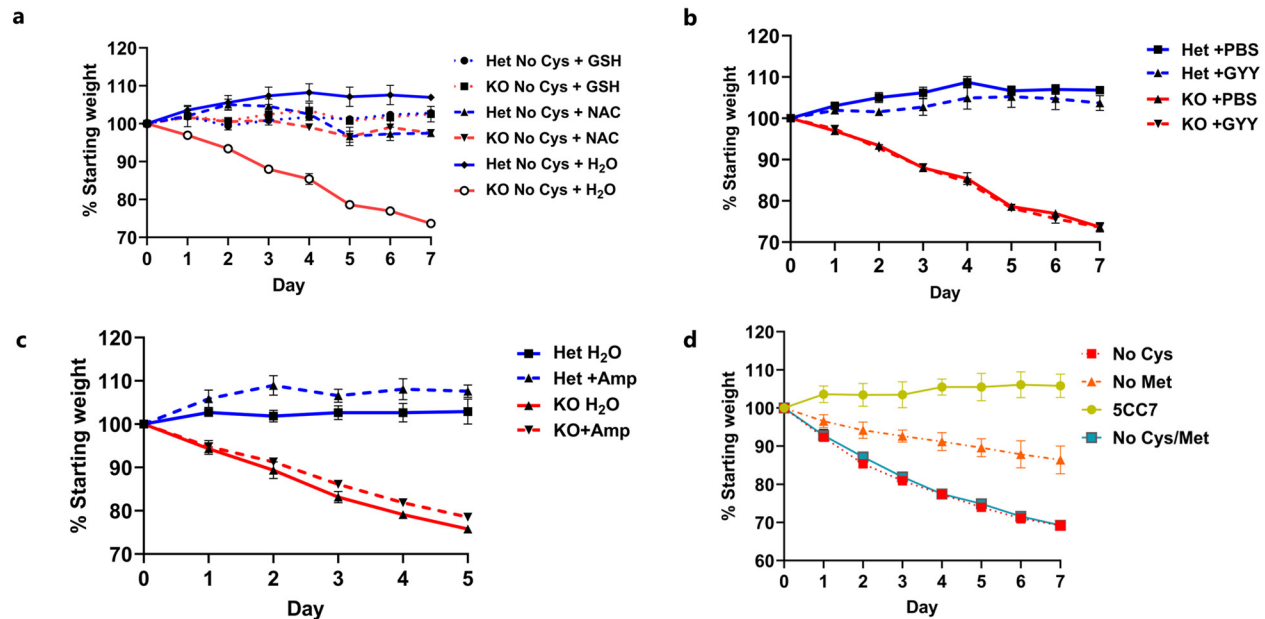 a
% Starting weight
120
110
100
90
80
70
0 1 2 3 4 5 6 7
Day
Het No Cys + GSH
KO No Cys + GSH
Het No Cys + NAC
KO No Cys + NAC
Het No Cys + H₂O
KO No Cys + H₂O
b
% Starting weight
120
110
100
90
80
70
0 1 2 3 4 5 6 7
Day
Het +PBS
Het +GYY
KO +PBS
KO +GYY
c
% Starting weight
120
110
100
90
80
70
0 1 2 3 4 5
Day
Het H₂O
Het +Amp
KO H₂O
KO+Amp
d
% Starting weight
120
110
100
90
80
70
60
0 1 2 3 4 5 6 7
Day
No Cys
No Met
5CC7
No Cys/Met